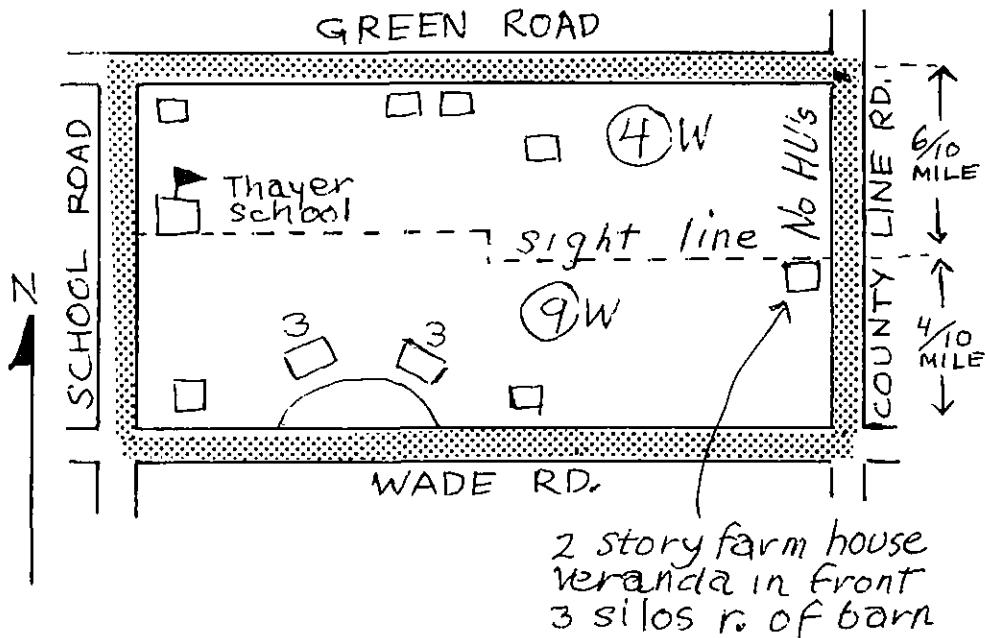 GREEN ROAD
SCHOOL ROAD
COUNTY LINE RD.
6/10
MILE
4/10
MILE
4 W
No HU's
Thayer
school
sight line
9 W
3
3
N
WADE RD.
2 story farm house
veranda in front
3 silos r. of barn